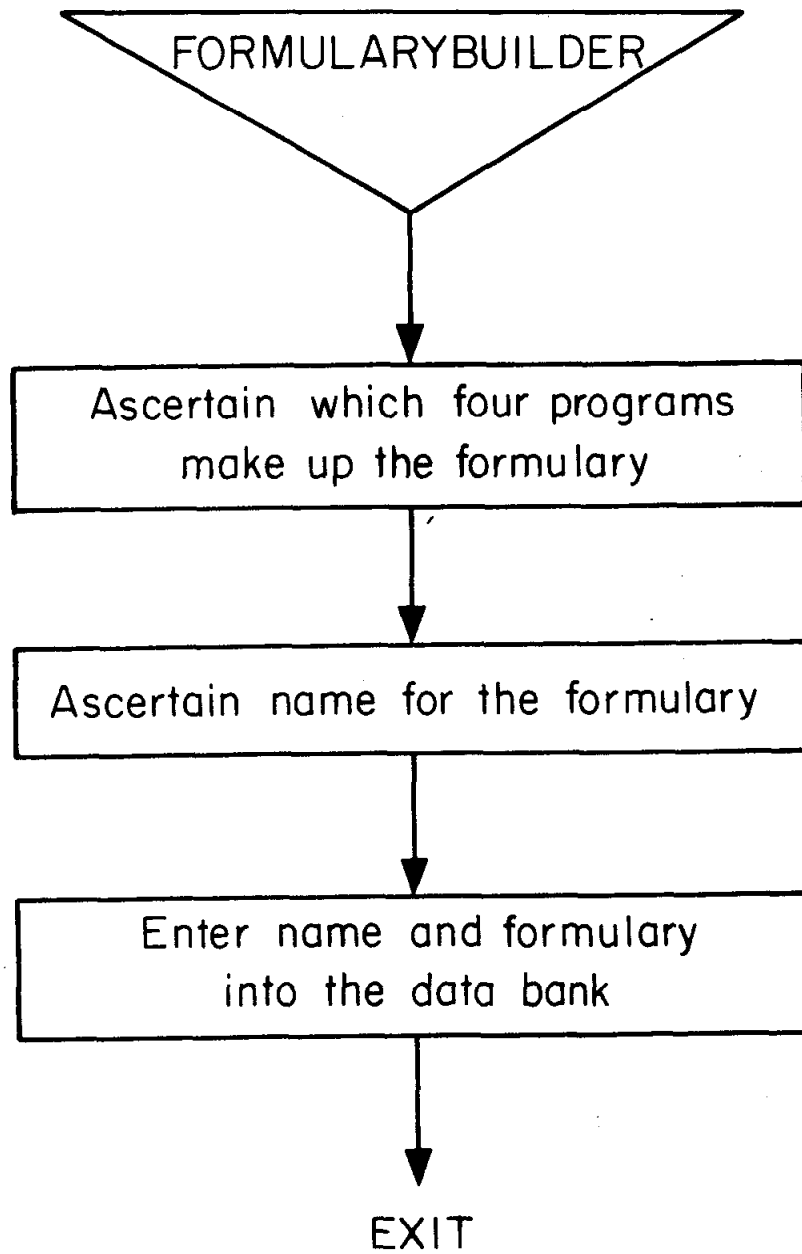 FORMULARYBUILDER
Ascertain which four programs
make up the formulary
Ascertain name for the formulary
Enter name and formulary
into the data bank
EXIT